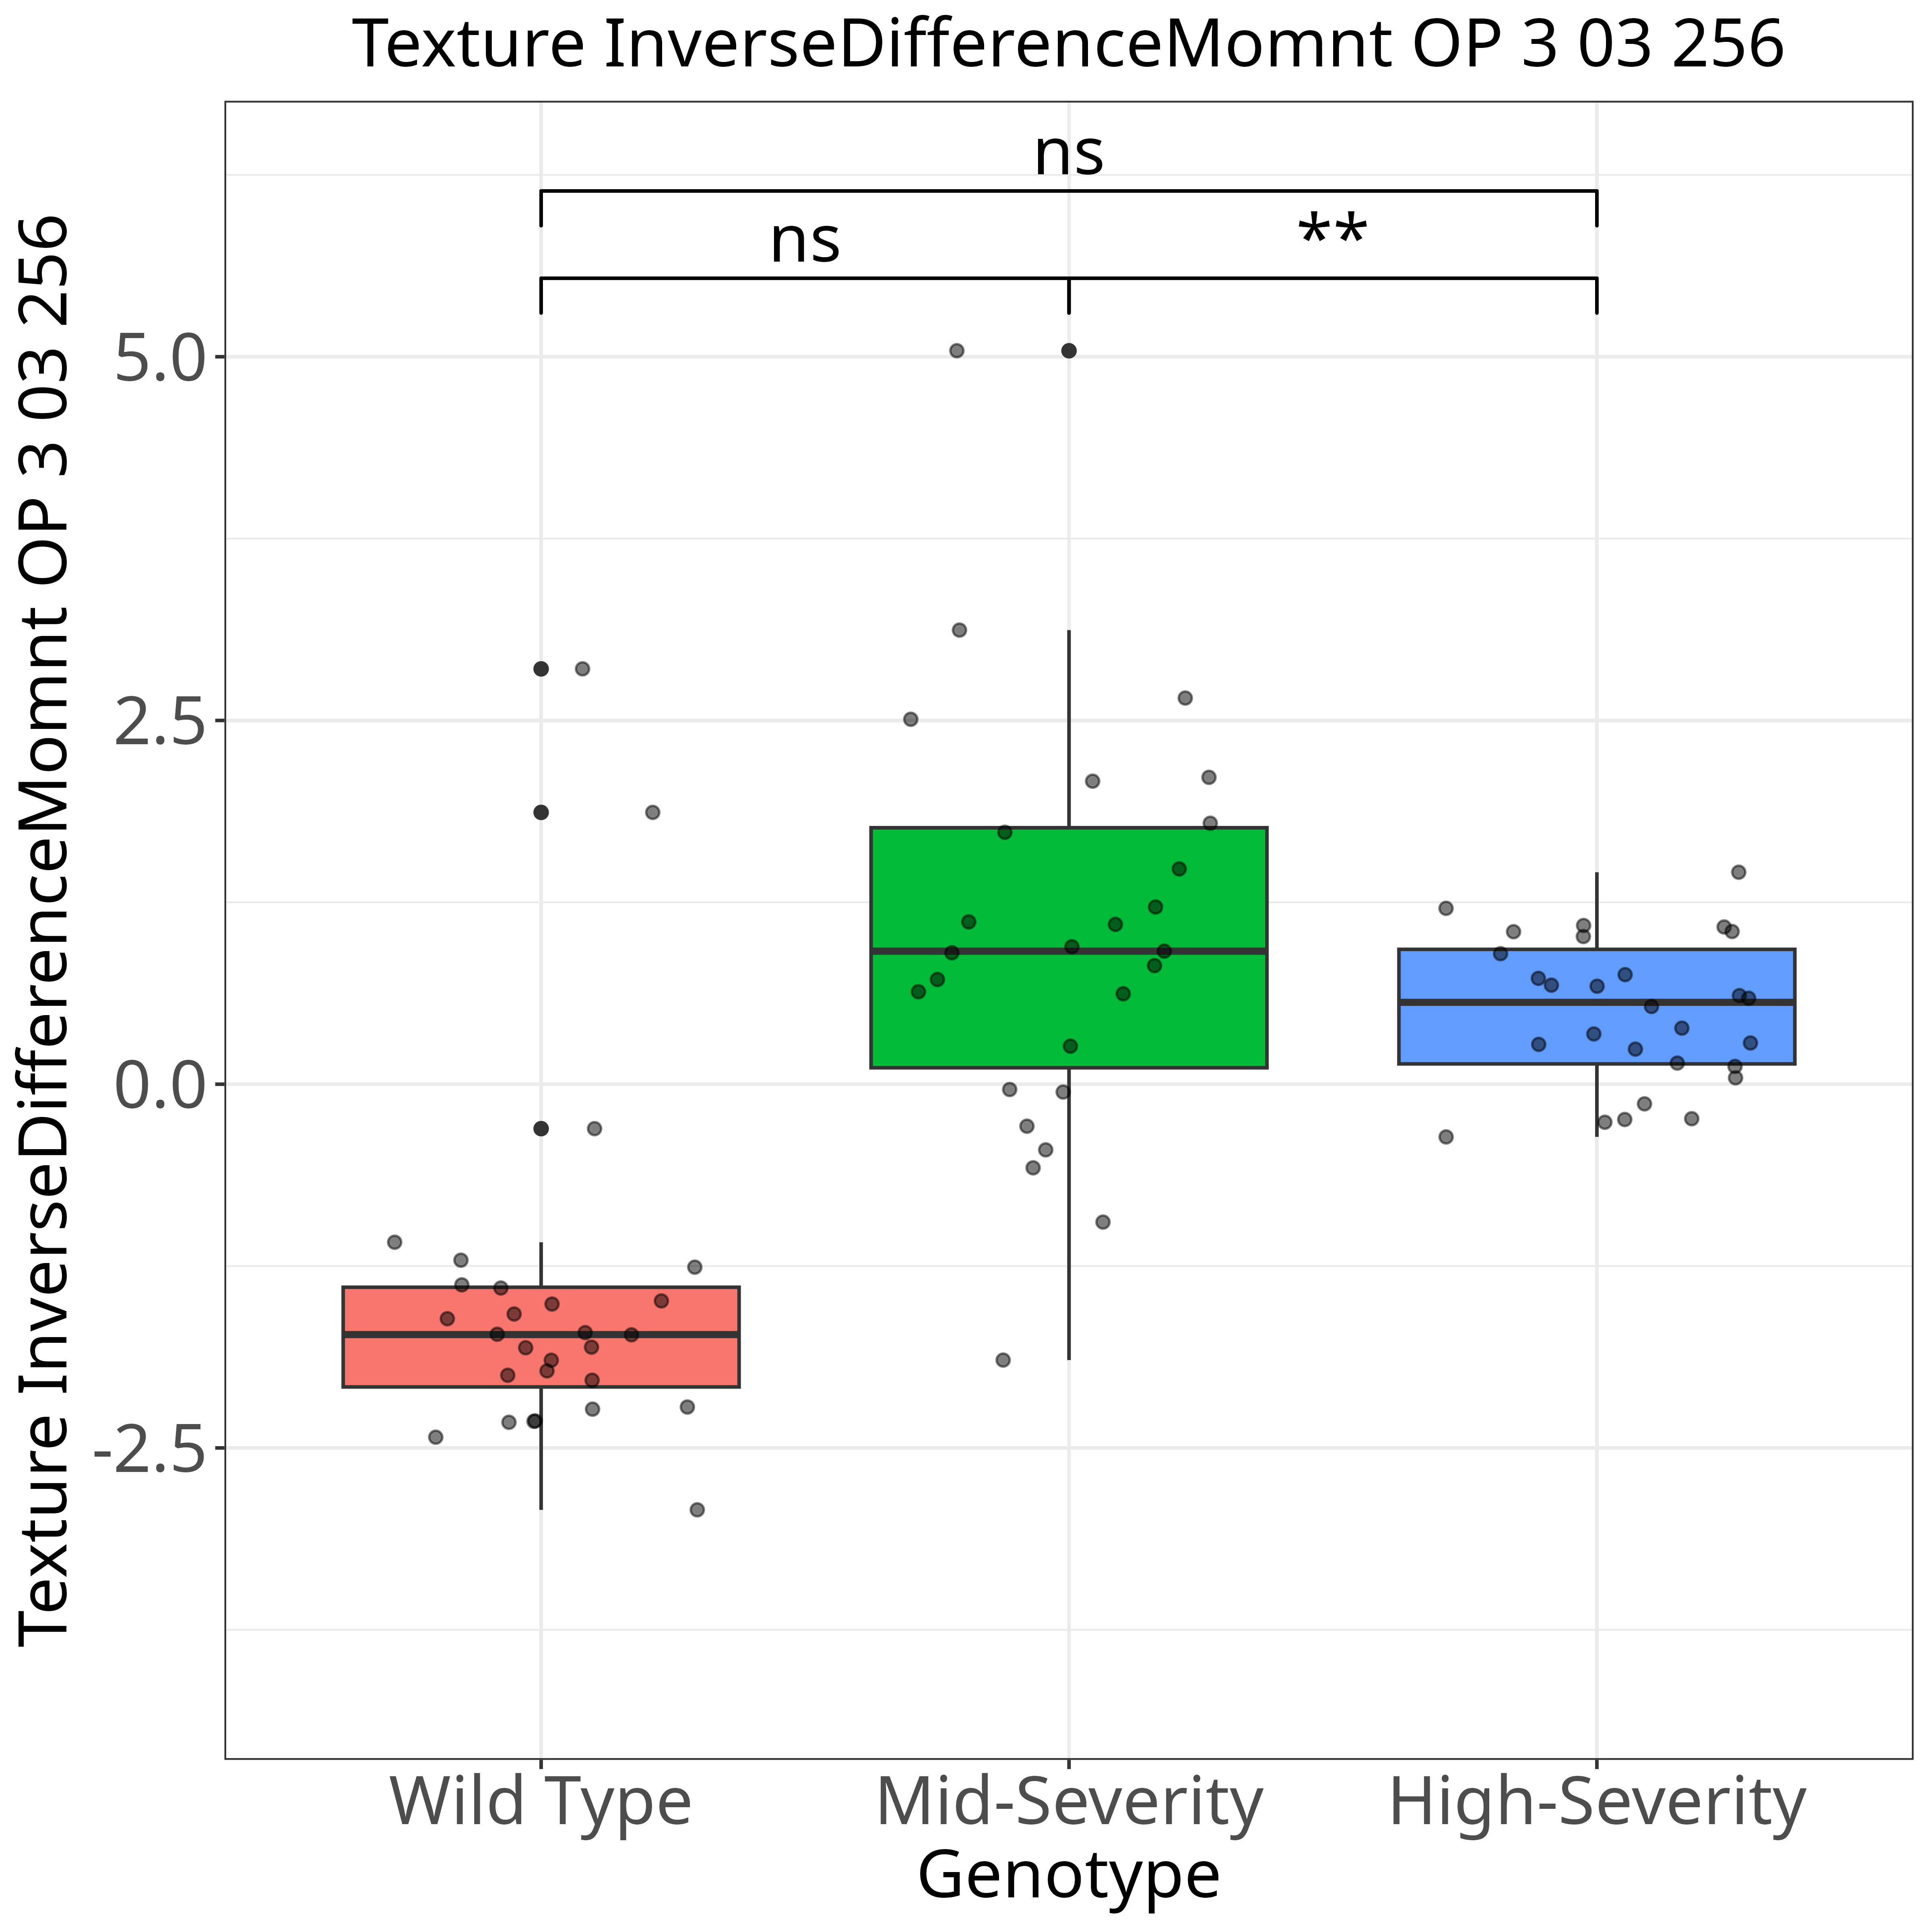 Texture InverseDifferenceMomnt OP 3 03 256
Texture InverseDifferenceMomnt OP 3 03 256
ns
ns
**
5.0
2.5
0.0
-2.5
Wild Type
Mid-Severity
High-Severity
Genotype